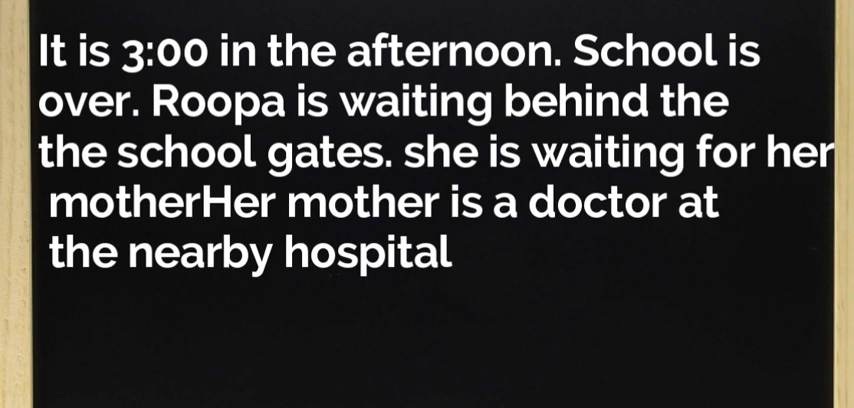 It is 3:00 in the afternoon. School is
over. Roopa is waiting behind the
the school gates. she is waiting for her
motherHer mother is a doctor at
the nearby hospital